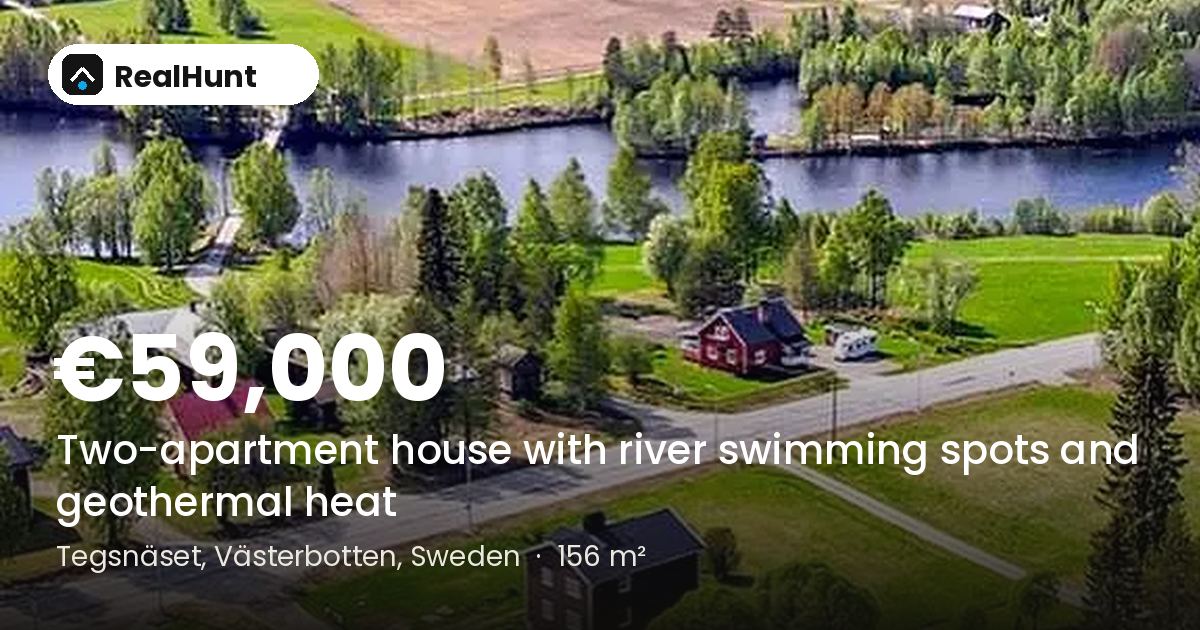 RealHunt
€59,000
Two-apartment house with river swimming spots and
geothermal heat
Tegsnäset, Västerbotten, Sweden · 156 m²